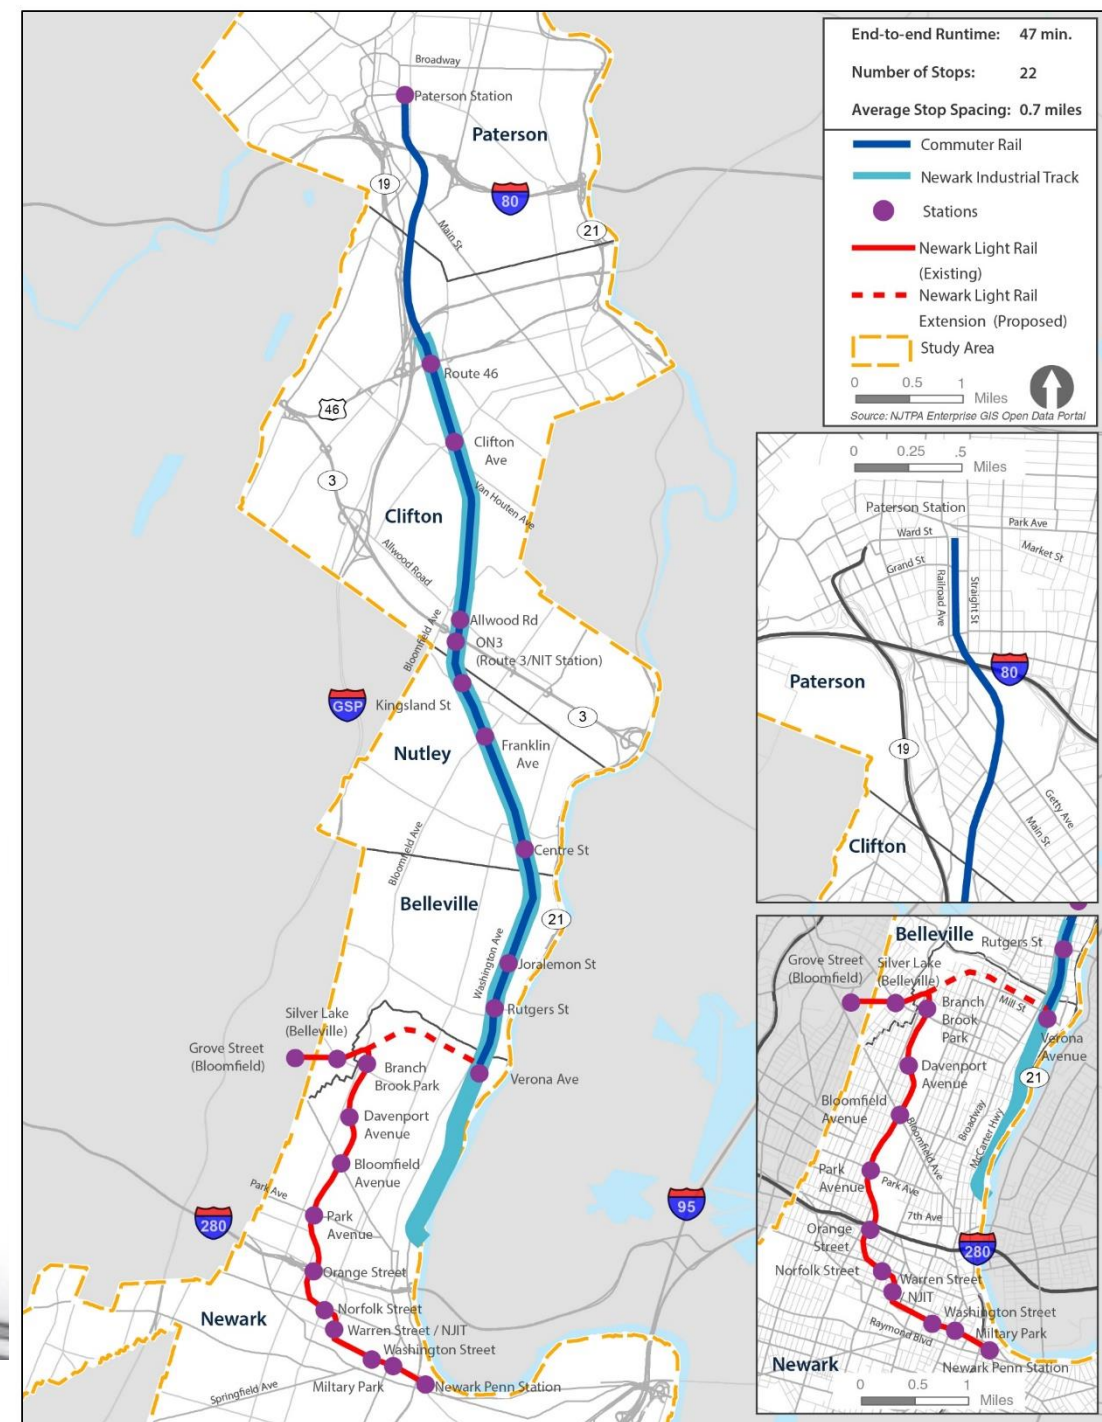 End-to-end Runtime: 47 min.
Number of Stops: 22
Average Stop Spacing: 0.7 miles
Commuter Rail
Newark Industrial Track
Stations
Newark Light Rail
(Existing)
Newark Light Rail
Extension (Proposed)
Study Area
0 0.5 1
Miles
Source: NJTPA Enterprise GIS Open Data Portal
Broadway
Paterson Station
Paterson
19
80
Main St
21
Route 46
46
Clifton
Ave
3
Van Houten Ave
Clifton
Allwood Road
Bloomfield Ave
Allwood Rd
ON3
(Route 3/NIT Station)
Kingsland St
GSP
3
Nutley
Franklin
Ave
Bloomfield Ave
Centre St
Belleville
21
Washington Ave
Joralemon St
Rutgers St
Silver Lake
(Belleville)
Grove Street
(Bloomfield)
Branch
Brook Park
Verona Ave
Davenport
Avenue
Bloomfield
Avenue
Park Ave
280
95
Park
Avenue
Orange Street
Norfolk Street
Newark
Warren Street / NJIT
Washington Street
Miltary Park
Newark Penn Station
Springfield Ave
0 0.25 .5
Miles
Paterson Station
Ward St
Park Ave
Market St
Grand St
Railroad Ave
Straight St
80
Paterson
19
Getty Ave
Main St
Clifton
Belleville
Rutgers St
Grove Street
(Bloomfield)
Silver Lake
(Belleville)
Mill St
Branch
Brook
Park
Verona
Avenue
Davenport
Avenue
21
Bloomfield
Avenue
Bloomfield Ave
Broadway
McCarter Hwy
Park
Avenue
Park Ave
7th Ave
Orange
Street
280
Norfolk Street
Warren Street
/ NJIT
Washington Street
Raymond Blvd
Miltary Park
Newark Penn Station
Newark
0 1
Miles